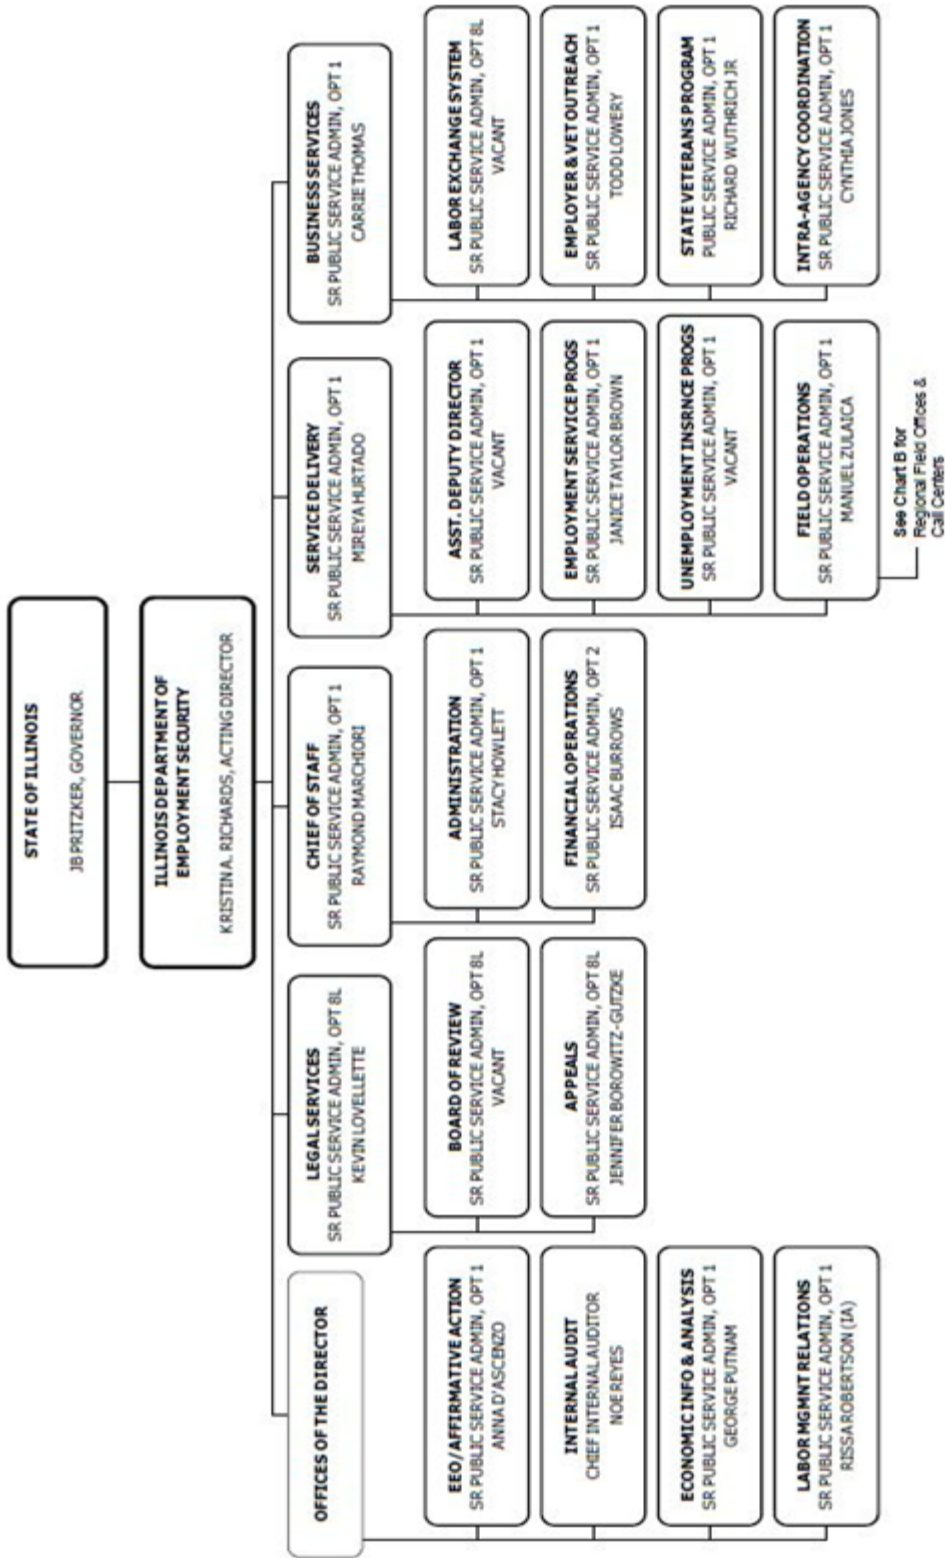 STATE OF ILLINOIS
JB PRITZKER, GOVERNOR
ILLINOIS DEPARTMENT OF
EMPLOYMENT SECURITY
KRISTIN A. RICHARDS, ACTING DIRECTOR
OFFICES OF THE DIRECTOR
EEO/AFFIRMATIVE ACTION
SR PUBLIC SERVICE ADMIN, OPT 1
ANNA D'ASCENZO
INTERNAL AUDIT
CHIEF INTERNAL AUDITOR
NOE REYES
ECONOMIC INFO & ANALYSIS
SR PUBLIC SERVICE ADMIN, OPT 1
GEORGE PUTNAM
LABOR MGMNT RELATIONS
SR PUBLIC SERVICE ADMIN, OPT 1
RISSA ROBERTSON (IA)
LEGAL SERVICES
SR PUBLIC SERVICE ADMIN, OPT 8L
KEVIN LOVELLETTE
BOARD OF REVIEW
SR PUBLIC SERVICE ADMIN, OPT 8L
VACANT
APPEALS
SR PUBLIC SERVICE ADMIN, OPT 8L
JENNIFER BOROWITZ-GUTZKE
CHIEF OF STAFF
SR PUBLIC SERVICE ADMIN, OPT 1
RAYMOND MARCHIORI
ADMINISTRATION
SR PUBLIC SERVICE ADMIN, OPT 1
STACY HOWLETT
FINANCIAL OPERATIONS
SR PUBLIC SERVICE ADMIN, OPT 2
ISAAC BURROWS
SERVICE DELIVERY
SR PUBLIC SERVICE ADMIN, OPT 1
MIREYA HURTADO
ASST. DEPUTY DIRECTOR
SR PUBLIC SERVICE ADMIN, OPT 1
VACANT
EMPLOYMENT SERVICE PROGS
SR PUBLIC SERVICE ADMIN, OPT 1
JANICE TAYLOR BROWN
UNEMPLOYMENT INSRNCE PROGS
SR PUBLIC SERVICE ADMIN, OPT 1
VACANT
FIELD OPERATIONS
SR PUBLIC SERVICE ADMIN, OPT 1
MANUEL ZULAICA
See Chart B for
Regional Field Offices &
Call Centers
BUSINESS SERVICES
SR PUBLIC SERVICE ADMIN, OPT 1
CARRIE THOMAS
LABOR EXCHANGE SYSTEM
SR PUBLIC SERVICE ADMIN, OPT 8L
VACANT
EMPLOYER & VET OUTREACH
SR PUBLIC SERVICE ADMIN, OPT 1
TODD LOWERY
STATE VETERANS PROGRAM
PUBLIC SERVICE ADMIN, OPT 1
RICHARD WUTHRICH JR
INTRA-AGENCY COORDINATION
SR PUBLIC SERVICE ADMIN, OPT 1
CYNTHIA JONES